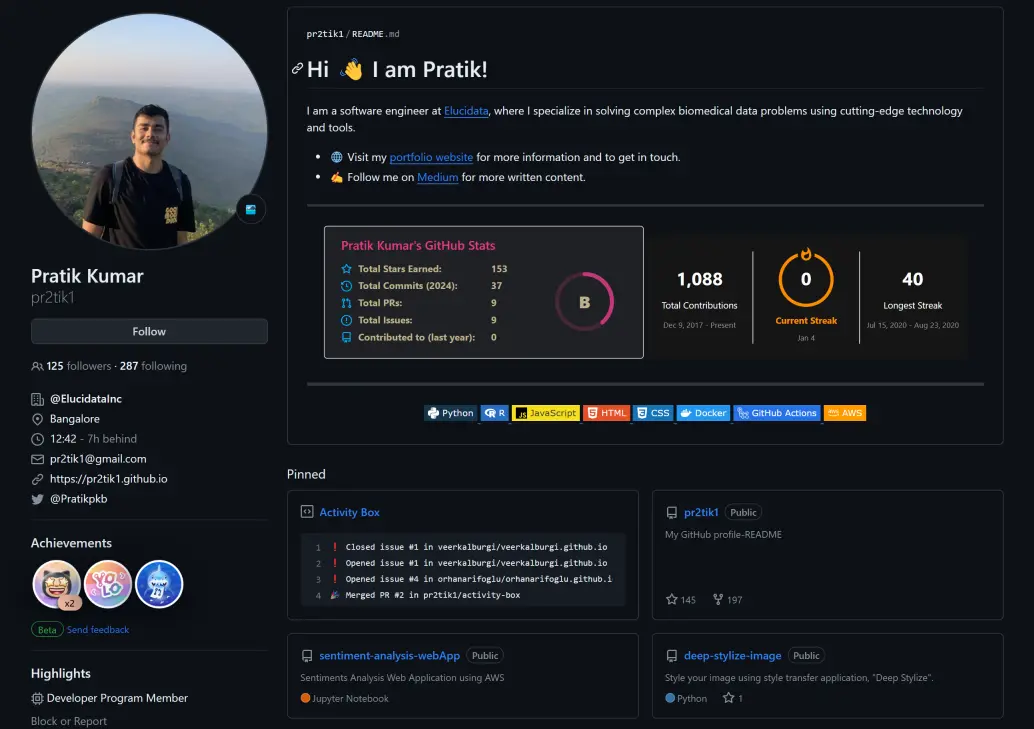 Pratik Kumar
pr2tik1
Follow
125 followers · 287 following
@ElucidataInc
Bangalore
12:42 - 7h behind
pr2tik1@gmail.com
https://pr2tik1.github.io
@Pratikpkb
Achievements
YOLO
x2
Beta Send feedback
Highlights
Developer Program Member
Block or Report
pr2tik1/README.md
Hi 👋 I am Pratik!
I am a software engineer at Elucidata, where I specialize in solving complex biomedical data problems using cutting-edge technology
and tools.
• 🌐 Visit my portfolio website for more information and to get in touch.
• ✍️ Follow me on Medium for more written content.
Pratik Kumar's GitHub Stats
Total Stars Earned: 153
Total Commits (2024): 37
Total PRs: 9
Total Issues: 9
Contributed to (last year): 0
B
1,088
Total Contributions
Dec 9, 2017 - Present
0
Current Streak
Jan 4
40
Longest Streak
Jul 15, 2020 - Aug 23, 2020
Python R JS JavaScript HTML CSS Docker GitHub Actions AWS
Pinned
Activity Box
1 ❗ Closed issue #1 in veerkalburgi/veerkalburgi.github.io
2 ❗ Opened issue #1 in veerkalburgi/veerkalburgi.github.io
3 ❗ Opened issue #4 in orhanarifoglu/orhanarifoglu.github.i
4 🎉 Merged PR #2 in pr2tik1/activity-box
pr2tik1 Public
My GitHub profile-README
145 197
sentiment-analysis-webApp Public
Sentiments Analysis Web Application using AWS
Jupyter Notebook
deep-stylize-image Public
Style your image using style transfer application, "Deep Stylize".
Python 1